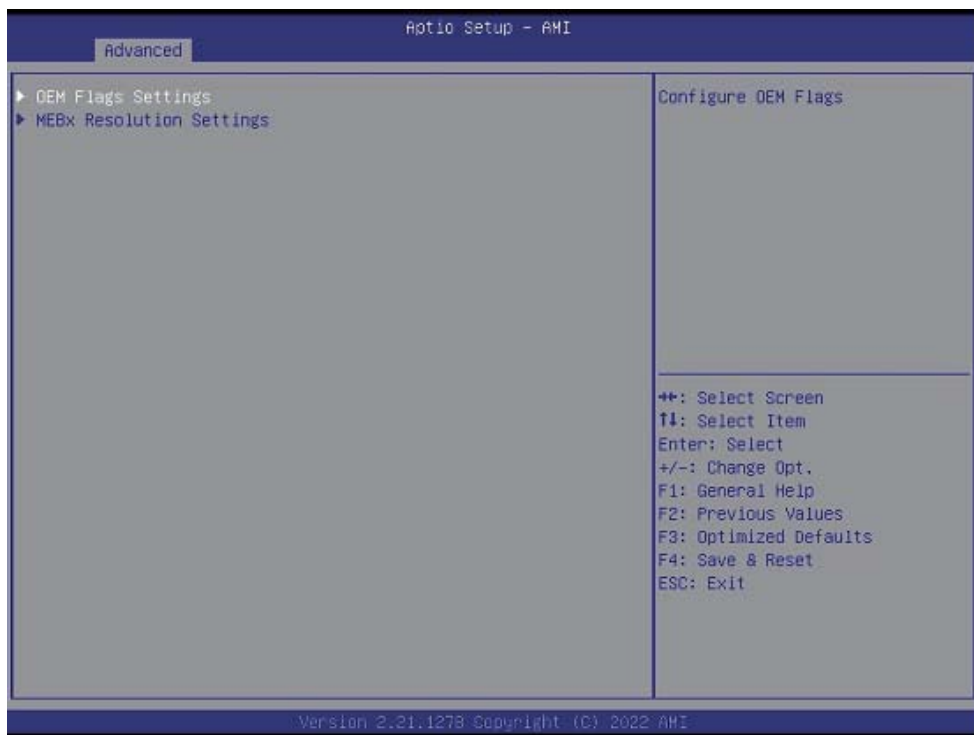 Aptio Setup - AMI
Advanced
▶ OEM Flags Settings
▶ MEBx Resolution Settings
Configure OEM Flags
→←: Select Screen
↑↓: Select Item
Enter: Select
+/-: Change Opt.
F1: General Help
F2: Previous Values
F3: Optimized Defaults
F4: Save & Reset
ESC: Exit
Version 2.21.1278 Copyright (C) 2022 AMI